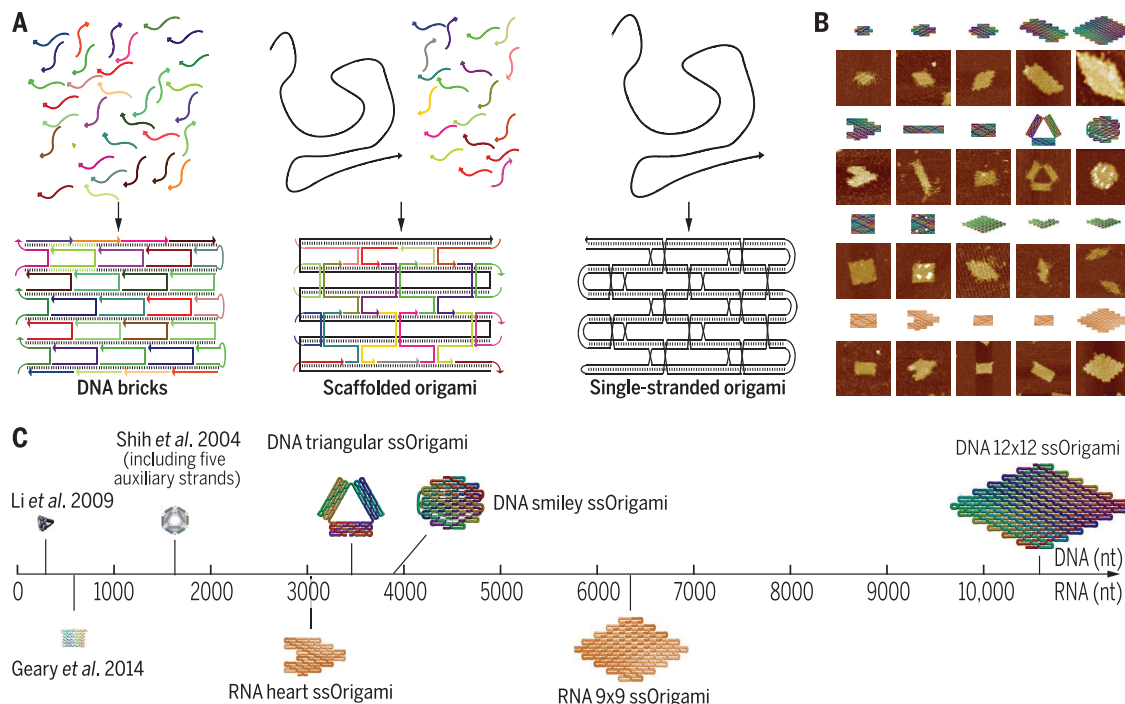 A
B
DNA bricks
Scaffolded origami
Single-stranded origami
C
Li et al. 2009
Shih et al. 2004
(including five
auxiliary strands)
DNA triangular ssOrigami
DNA smiley ssOrigami
DNA 12x12 ssOrigami
DNA (nt)
0 1000 2000 3000 4000 5000 6000 7000 8000 9000 10,000 RNA (nt)
Geary et al. 2014
RNA heart ssOrigami
RNA 9x9 ssOrigami